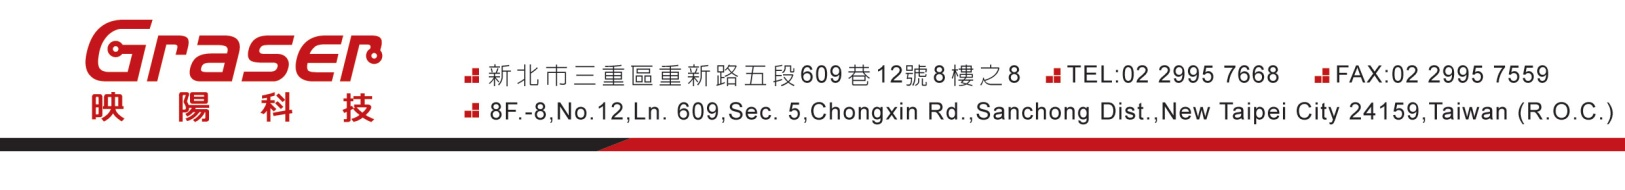 Graser
映陽科技
新北市三重區重新路五段609巷12號8樓之8 TEL:02 2995 7668 FAX:02 2995 7559
8F.-8,No.12,Ln. 609,Sec. 5,Chongxin Rd.,Sanchong Dist.,New Taipei City 24159,Taiwan (R.O.C.)